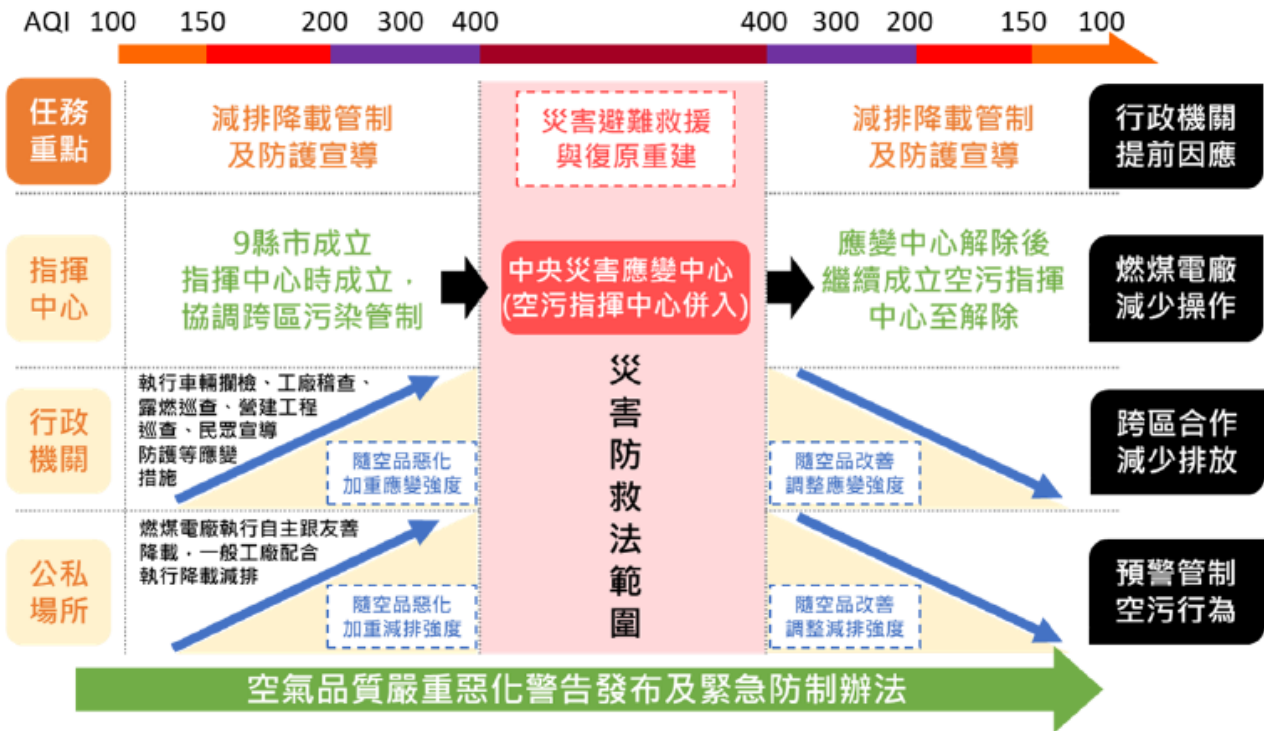 AQI 100 150 200 300 400 400 300 200 150 100
任務
重點
減排降載管制
及防護宣導
災害避難救援
與復原重建
減排降載管制
及防護宣導
行政機關
提前因應
指揮
中心
9縣市成立
指揮中心時成立，
協調跨區污染管制
中央災害應變中心
(空污指揮中心併入)
應變中心解除後
繼續成立空污指揮
中心至解除
燃煤電廠
減少操作
行政
機關
執行車輛攔檢、工廠稽查、
露燃巡查、營建工程
巡查、民眾宣導
防護等應變
措施
隨空品惡化
加重應變強度
災害防救法範圍
隨空品改善
調整應變強度
跨區合作
減少排放
公私
場所
燃煤電廠執行自主跟友善
降載，一般工廠配合
執行降載減排
隨空品惡化
加重減排強度
隨空品改善
調整減排強度
預警管制
空污行為
空氣品質嚴重惡化警告發布及緊急防制辦法